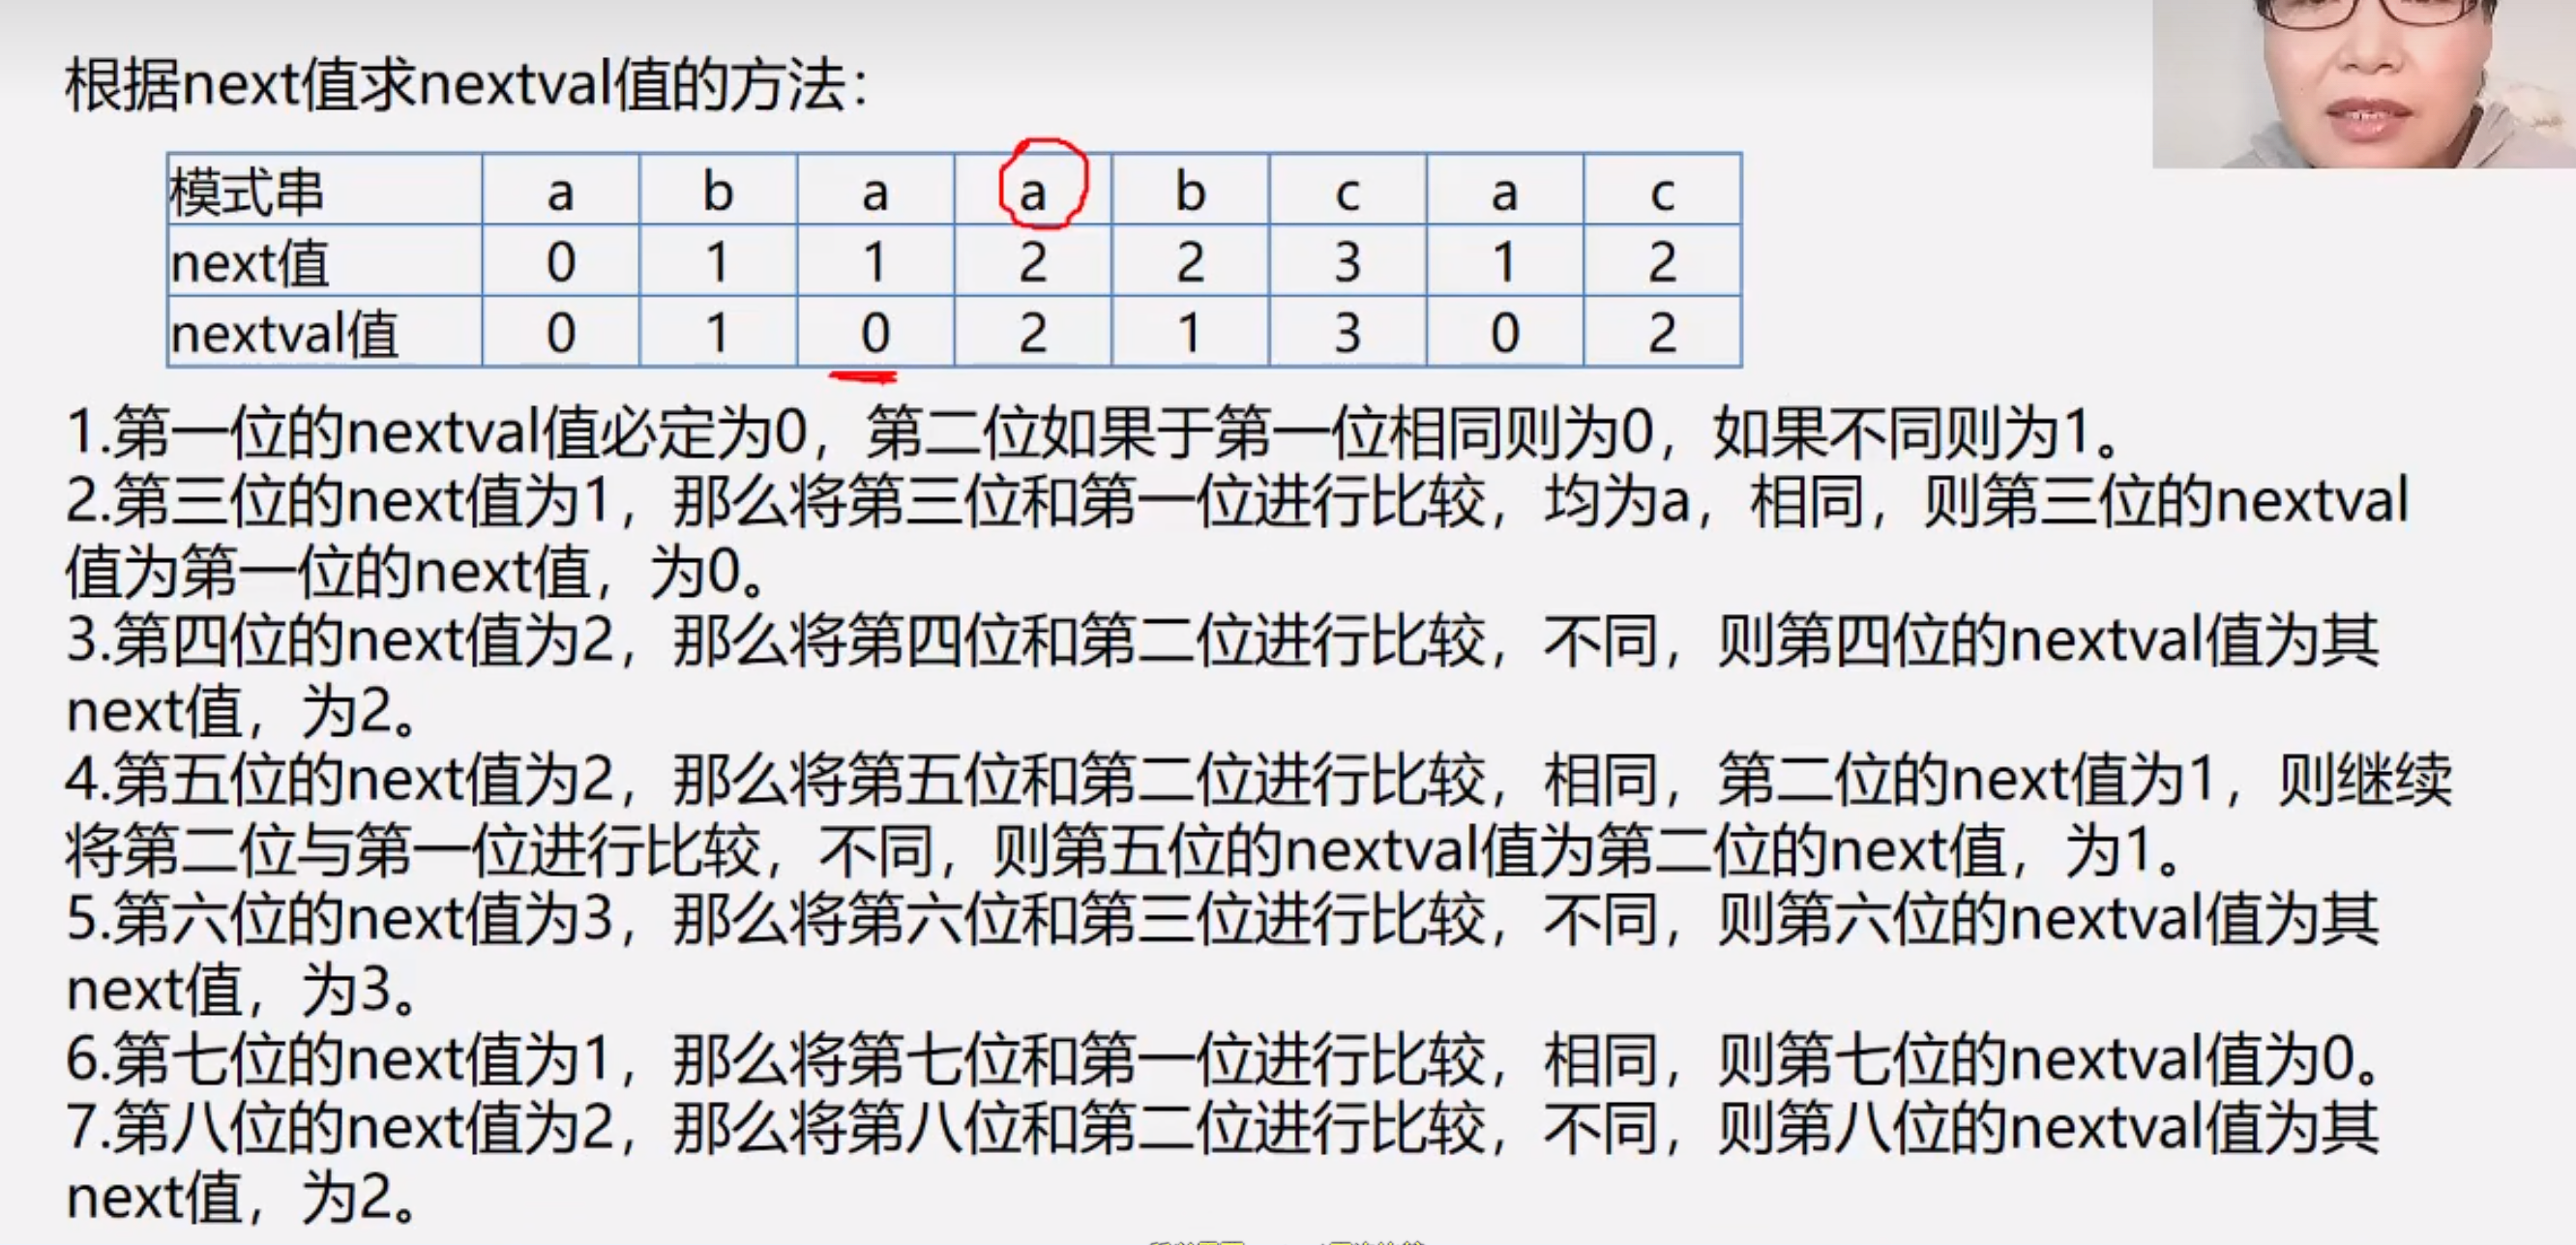 根据next值求nextval值的方法：
模式串 a b a a b c a c
next值 0 1 1 2 2 3 1 2
nextval值 0 1 0 2 1 3 0 2
1.第一位的nextval值必定为0，第二位如果于第一位相同则为0，如果不同则为1。
2.第三位的next值为1，那么将第三位和第一位进行比较，均为a，相同，则第三位的nextval
值为第一位的next值，为0。
3.第四位的next值为2，那么将第四位和第二位进行比较，不同，则第四位的nextval值为其
next值，为2。
4.第五位的next值为2，那么将第五位和第二位进行比较，相同，第二位的next值为1，则继续
将第二位与第一位进行比较，不同，则第五位的nextval值为第二位的next值，为1。
5.第六位的next值为3，那么将第六位和第三位进行比较，不同，则第六位的nextval值为其
next值，为3。
6.第七位的next值为1，那么将第七位和第一位进行比较，相同，则第七位的nextval值为0。
7.第八位的next值为2，那么将第八位和第二位进行比较，不同，则第八位的nextval值为其
next值，为2。